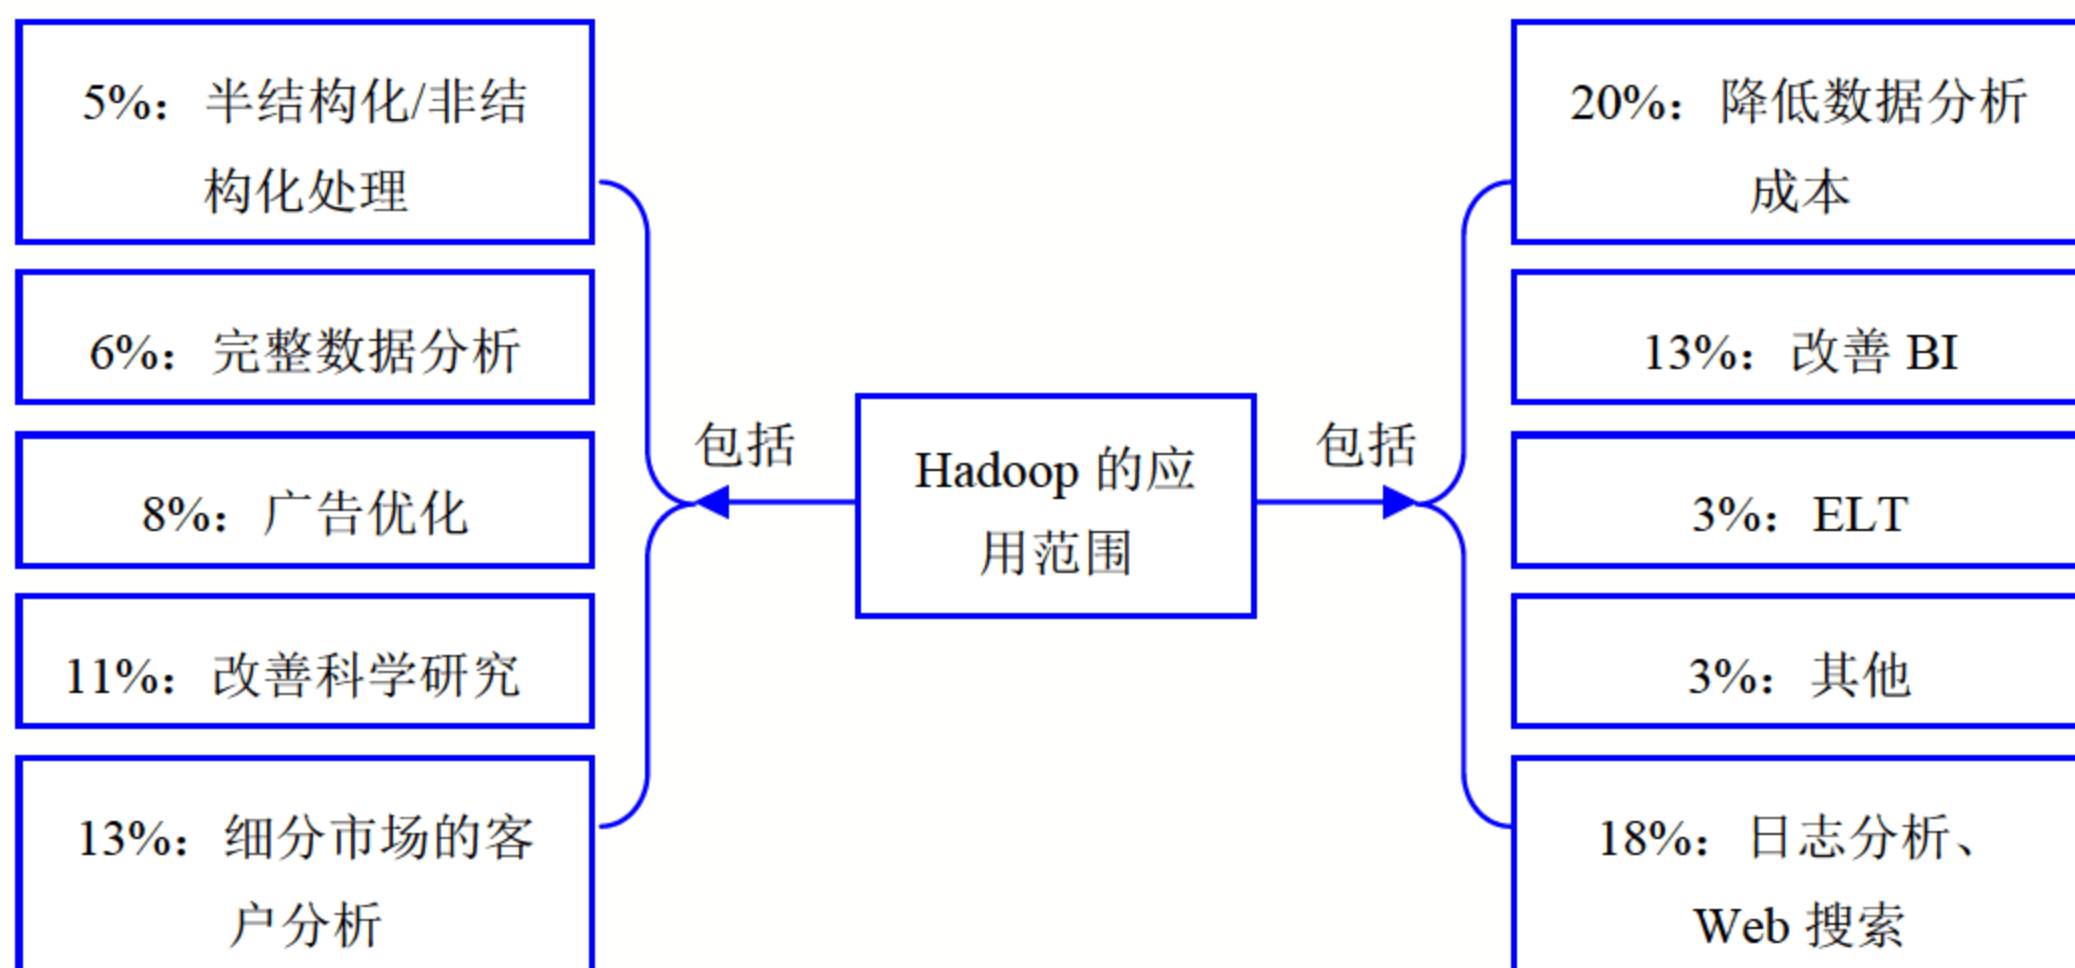 5%：半结构化/非结
构化处理
6%：完整数据分析
8%：广告优化
11%：改善科学研究
13%：细分市场的客
户分析
包括
Hadoop 的应
用范围
包括
20%：降低数据分析
成本
13%：改善 BI
3%：ELT
3%：其他
18%：日志分析、
Web 搜索